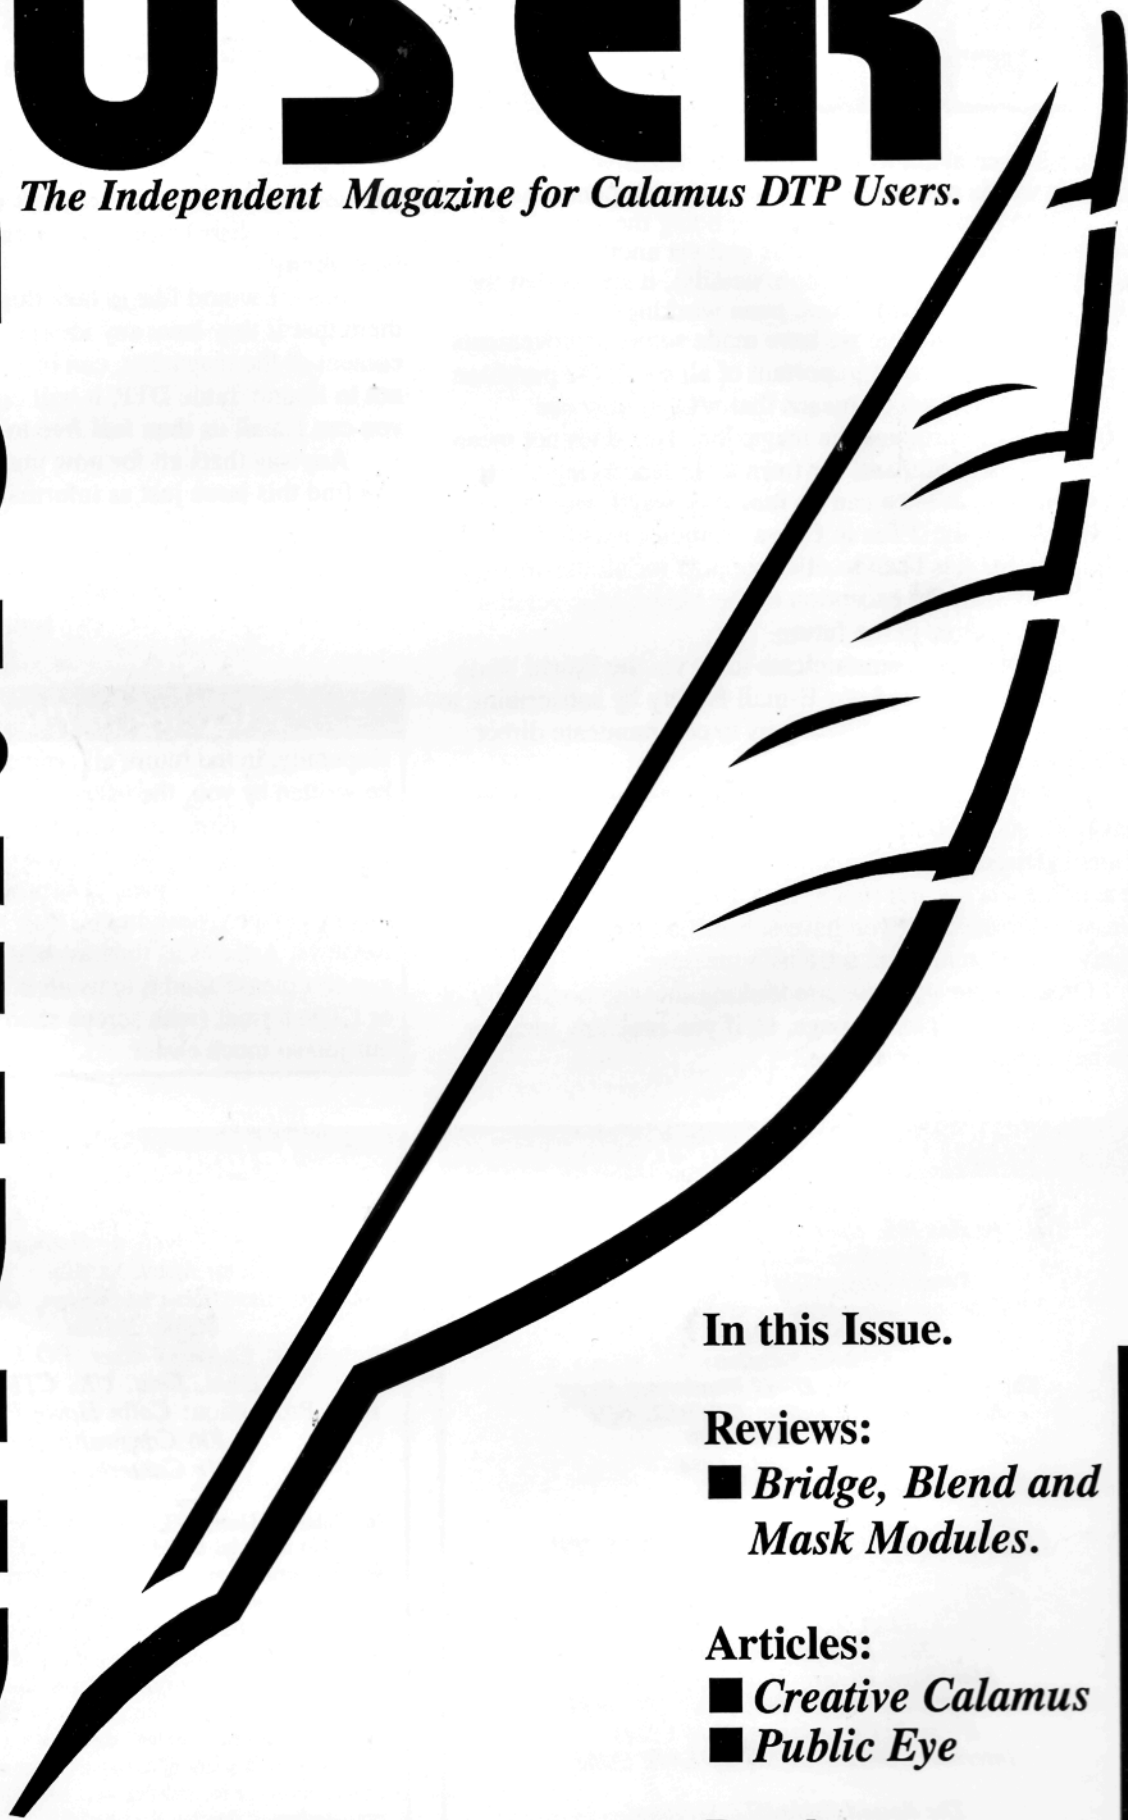 USER
The Independent Magazine for Calamus DTP Users.
In this Issue.
Reviews:
■ Bridge, Blend and
Mask Modules.
Articles:
■ Creative Calamus
■ Public Eye